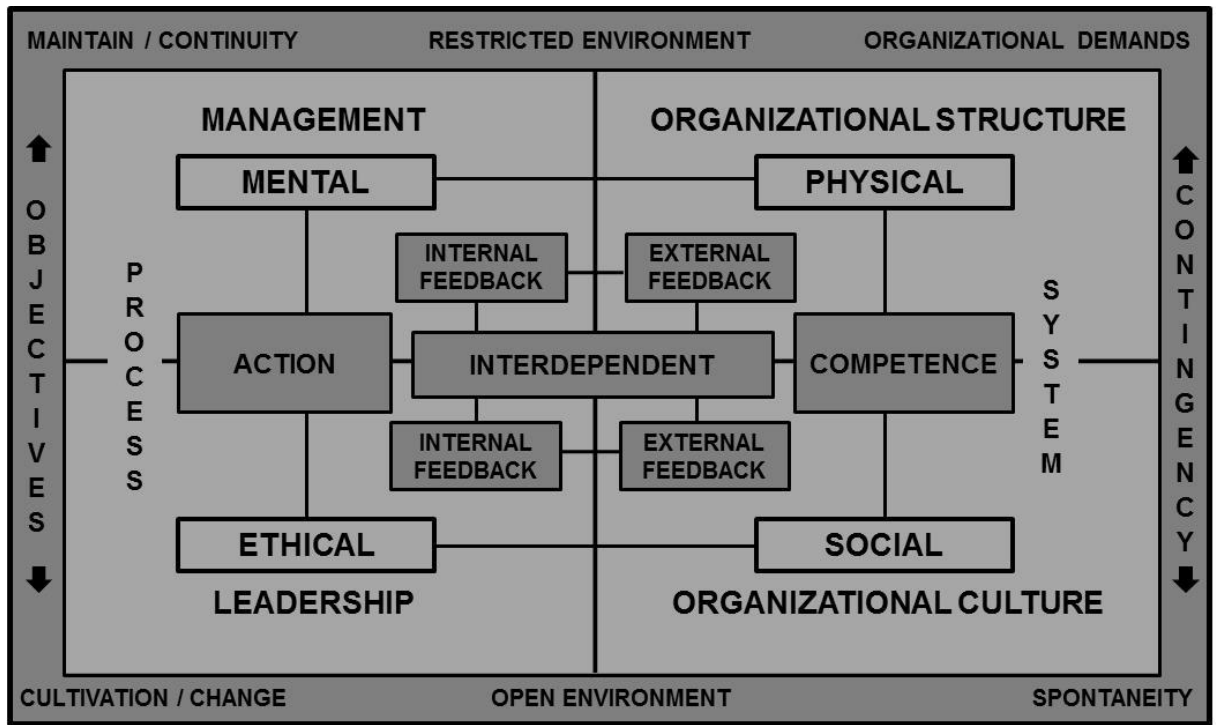 MAINTAIN / CONTINUITY
RESTRICTED ENVIRONMENT
ORGANIZATIONAL DEMANDS
MANAGEMENT
ORGANIZATIONAL STRUCTURE
MENTAL
PHYSICAL
OBJECTIVES
PROCESS
INTERNAL
FEEDBACK
EXTERNAL
FEEDBACK
SYSTEM
CONTINGENCY
ACTION
INTERDEPENDENT
COMPETENCE
INTERNAL
FEEDBACK
EXTERNAL
FEEDBACK
ETHICAL
SOCIAL
LEADERSHIP
ORGANIZATIONAL CULTURE
CULTIVATION / CHANGE
OPEN ENVIRONMENT
SPONTANEITY